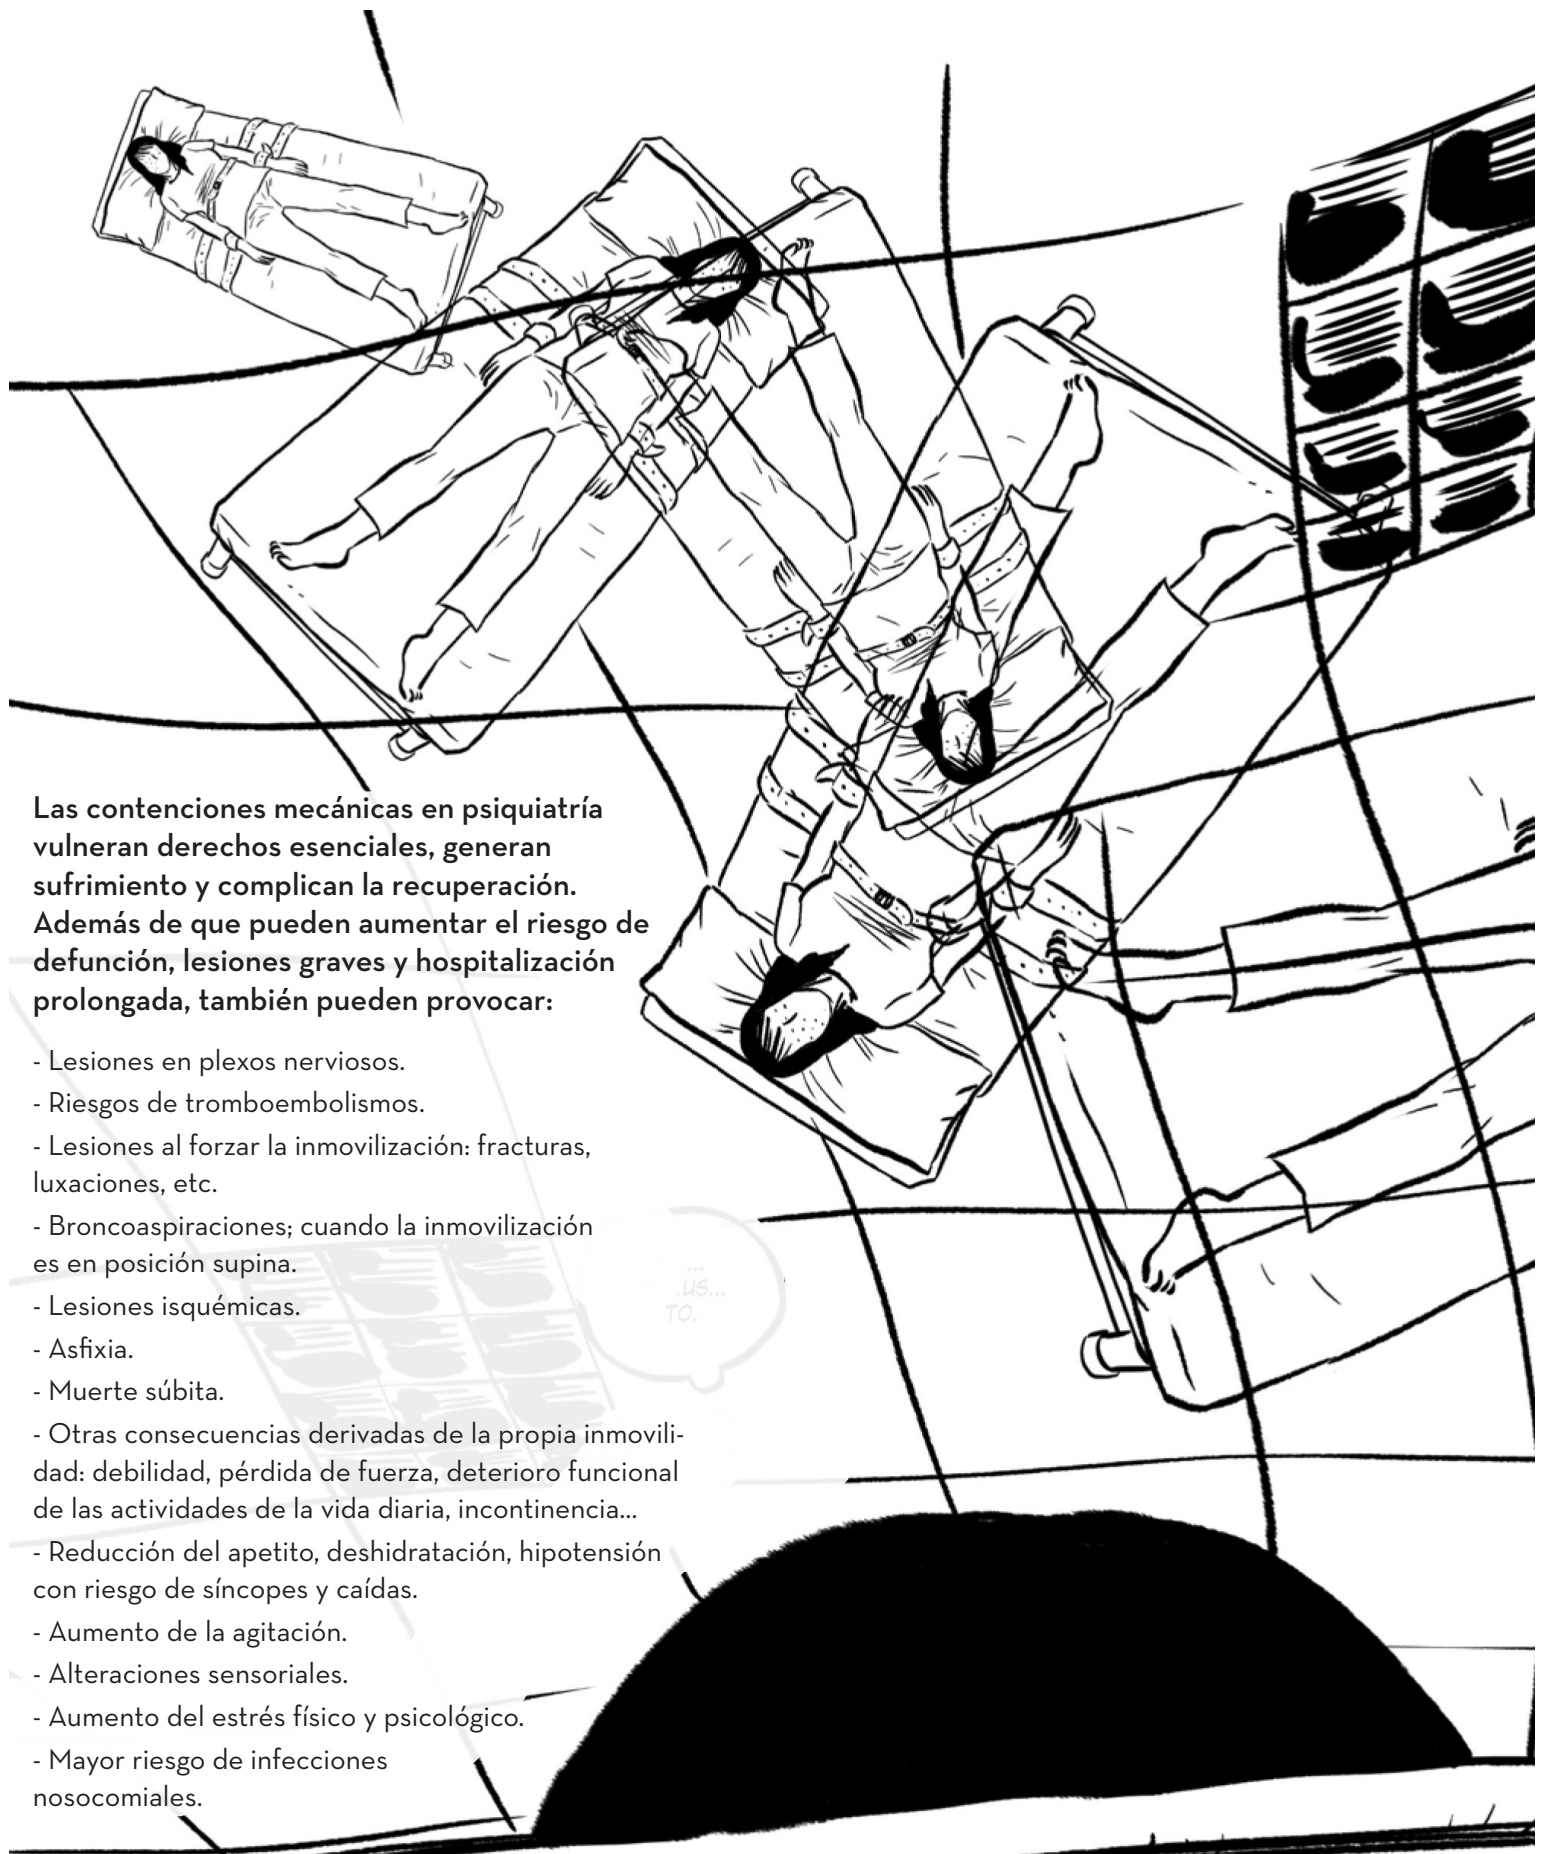 Las contenciones mecánicas en psiquiatría
vulneran derechos esenciales, generan
sufrimiento y complican la recuperación.
Además de que pueden aumentar el riesgo de
defunción, lesiones graves y hospitalización
prolongada, también pueden provocar:
- Lesiones en plexos nerviosos.
- Riesgos de tromboembolismos.
- Lesiones al forzar la inmovilización: fracturas,
luxaciones, etc.
- Broncoaspiraciones; cuando la inmovilización
es en posición supina.
- Lesiones isquémicas.
- Asfixia.
- Muerte súbita.
- Otras consecuencias derivadas de la propia inmovili-
dad: debilidad, pérdida de fuerza, deterioro funcional
de las actividades de la vida diaria, incontinencia...
- Reducción del apetito, deshidratación, hipotensión
con riesgo de síncopes y caídas.
- Aumento de la agitación.
- Alteraciones sensoriales.
- Aumento del estrés físico y psicológico.
- Mayor riesgo de infecciones
nosocomiales.